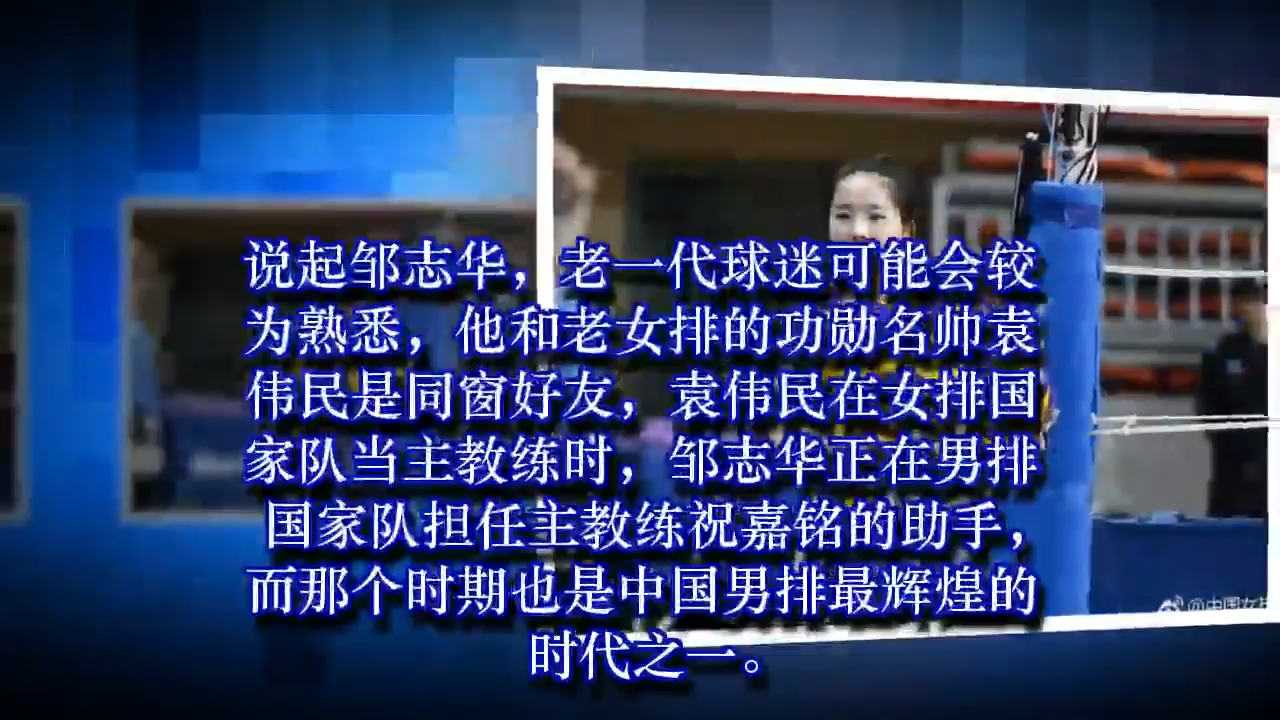 说起邹志华，老一代球迷可能会较
为熟悉，他和老女排的功勋名帅袁
伟民是同窗好友，袁伟民在女排国
家队当主教练时，邹志华正在男排
国家队担任主教练祝嘉铭的助手，
而那个时期也是中国男排最辉煌的
时代之一。
@中国女排